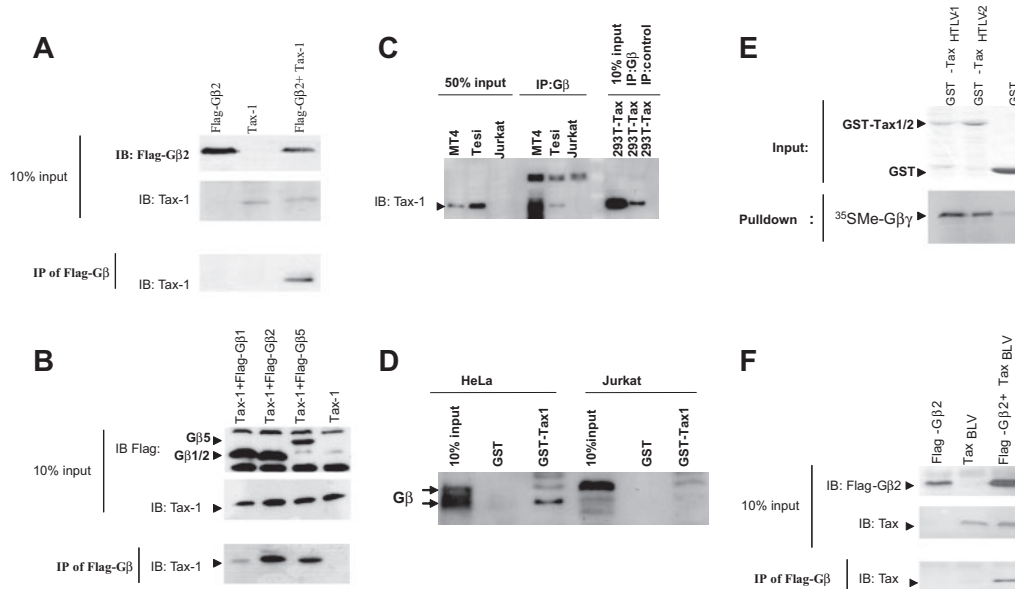 A
Flag-Gβ2
Tax-1
Flag-Gβ2+ Tax-1
10% input
IB: Flag-Gβ2
IB: Tax-1
IP of Flag-Gβ
IB: Tax-1
B
Tax-1+Flag-Gβ1
Tax-1+Flag-Gβ2
Tax-1+Flag-Gβ5
Tax-1
10% input
IB Flag:
Gβ5
Gβ1/2
IB: Tax-1
IP of Flag-Gβ
IB: Tax-1
C
50% input
IP:Gβ
10% input
IP:Gβ
IP:control
MT4
Tesi
Jurkat
MT4
Tesi
Jurkat
293T-Tax
293T-Tax
293T-Tax
IB: Tax-1
D
HeLa
Jurkat
10% input
GST
GST-Tax1
10%input
GST
GST-Tax1
Gβ
E
GST -Tax HTLV-1
GST -Tax HTLV-2
GST
Input:
GST-Tax1/2
GST
Pulldown :
35SMe-Gβγ
F
Flag -Gβ2
Tax BLV
Flag -Gβ2+ Tax BLV
10% input
IB: Flag-Gβ2
IB: Tax
IP of Flag-Gβ
IB: Tax